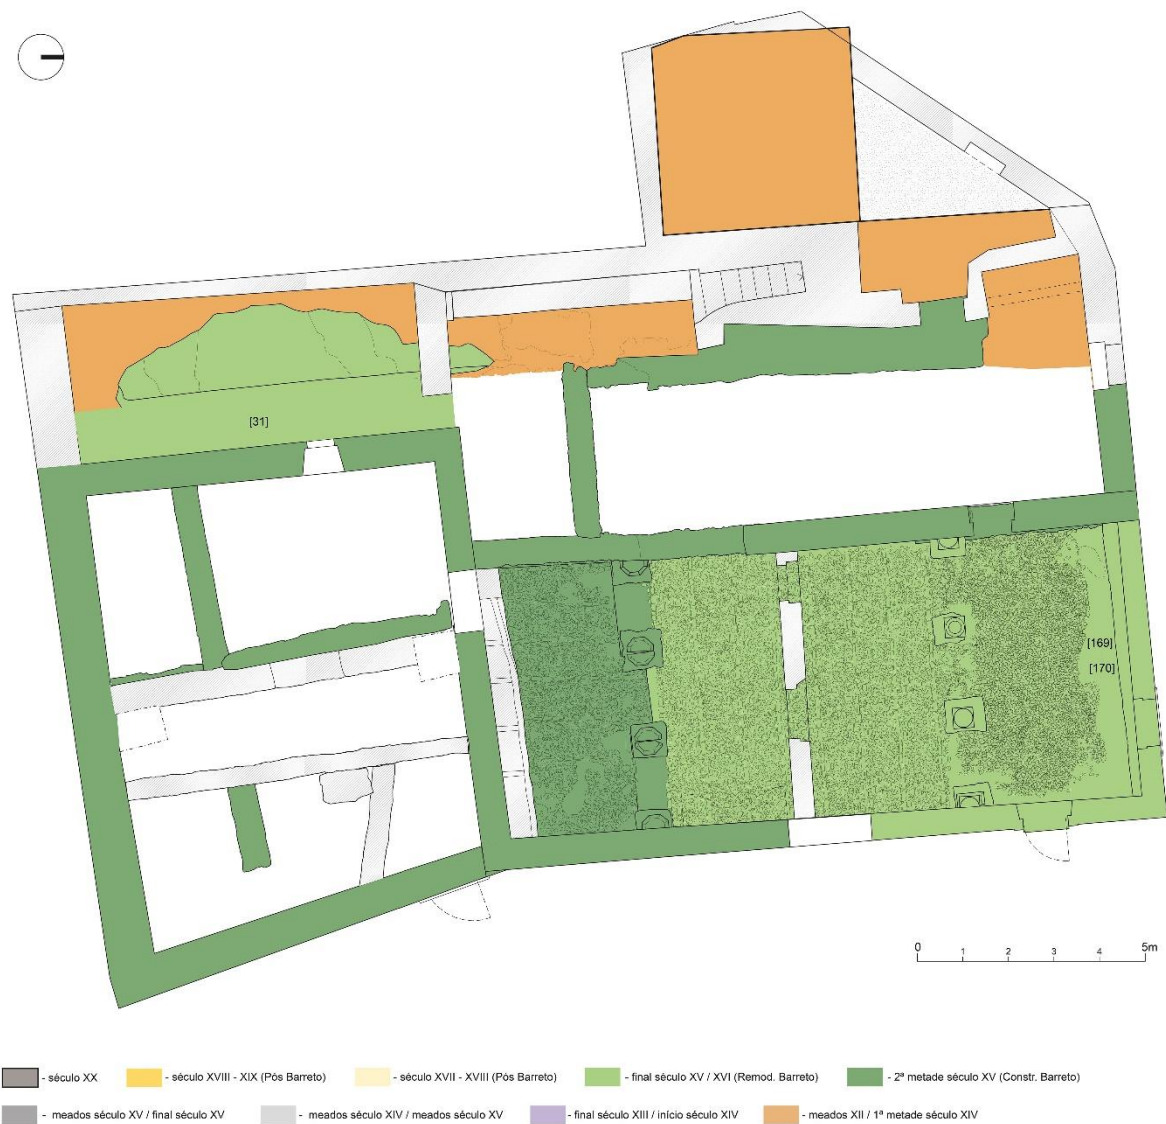 [31]
[169]
[170]
0 1 2 3 4 5m
- século XX - século XVIII - XIX (Pós Barreto) - século XVII - XVIII (Pós Barreto) - final século XV / XVI (Remod. Barreto) - 2ª metade século XV (Constr. Barreto)
- meados século XV / final século XV - meados século XIV / meados século XV - final século XIII / início século XIV - meados XII / 1ª metade século XIV